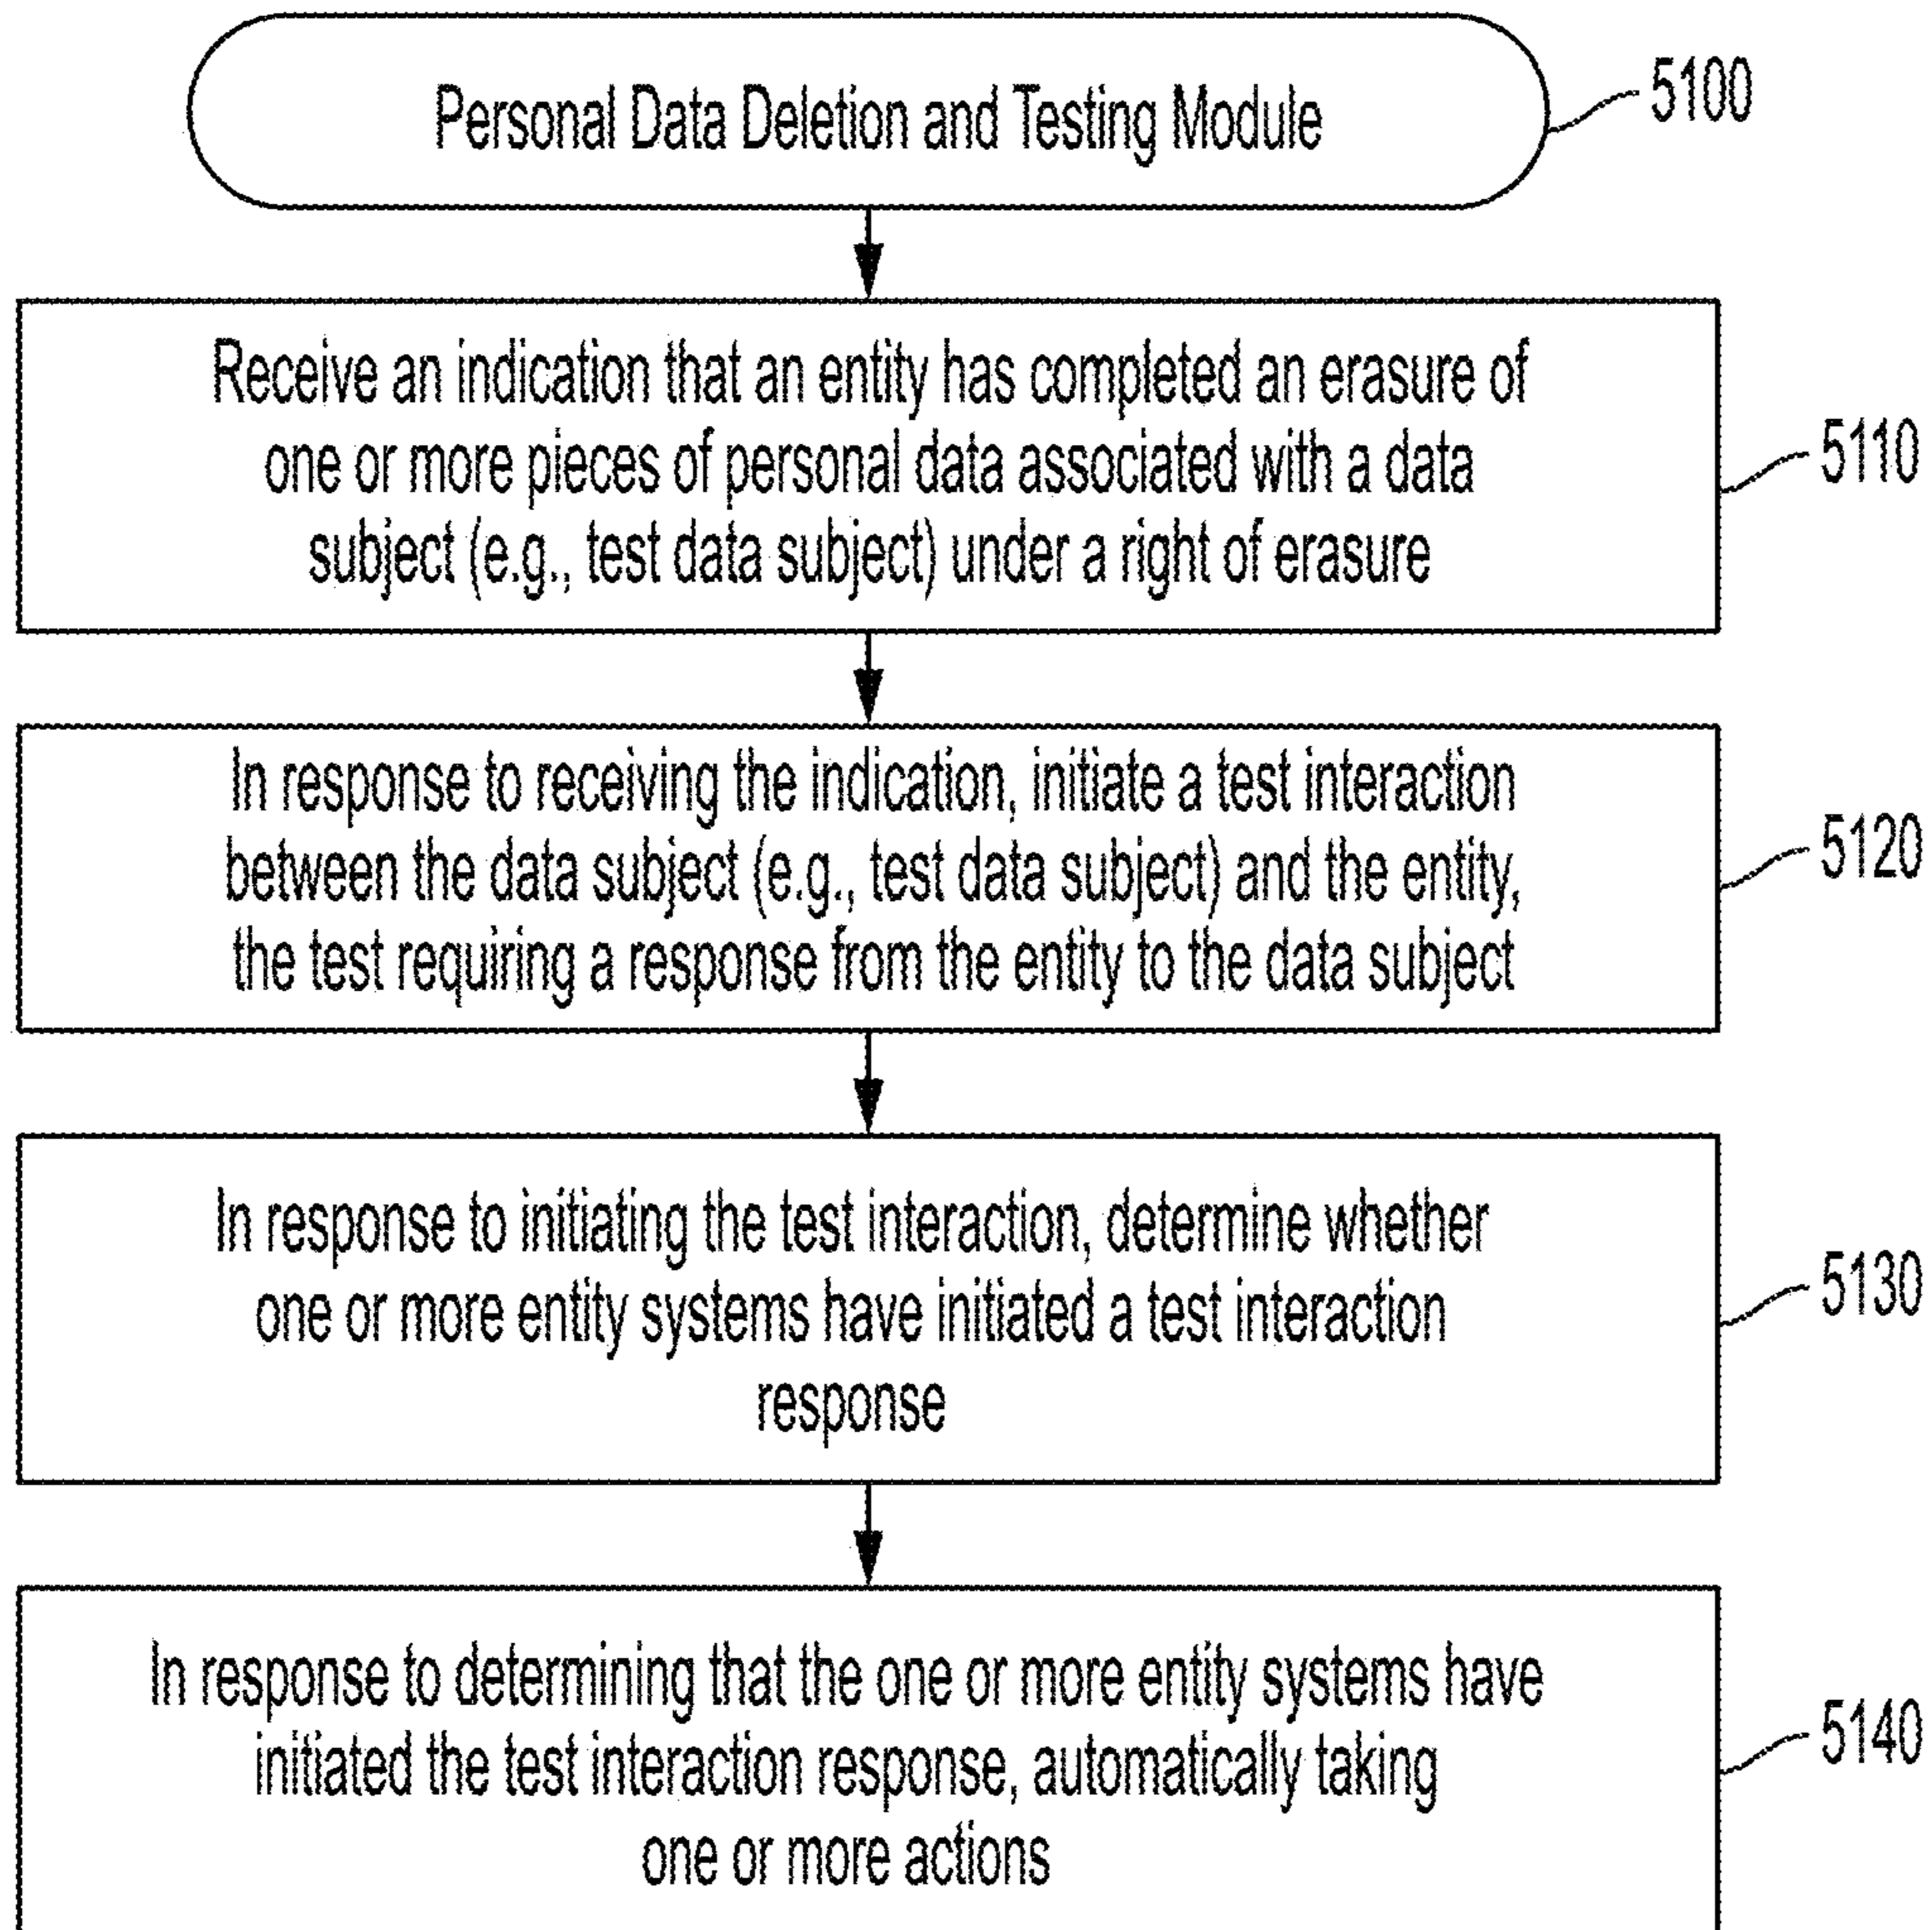 Personal Data Deletion and Testing Module
5100
Receive an indication that an entity has completed an erasure of
one or more pieces of personal data associated with a data
subject (e.g., test data subject) under a right of erasure
5110
In response to receiving the indication, initiate a test interaction
between the data subject (e.g., test data subject) and the entity,
the test requiring a response from the entity to the data subject
5120
In response to initiating the test interaction, determine whether
one or more entity systems have initiated a test interaction
response
5130
In response to determining that the one or more entity systems have
initiated the test interaction response, automatically taking
one or more actions
5140